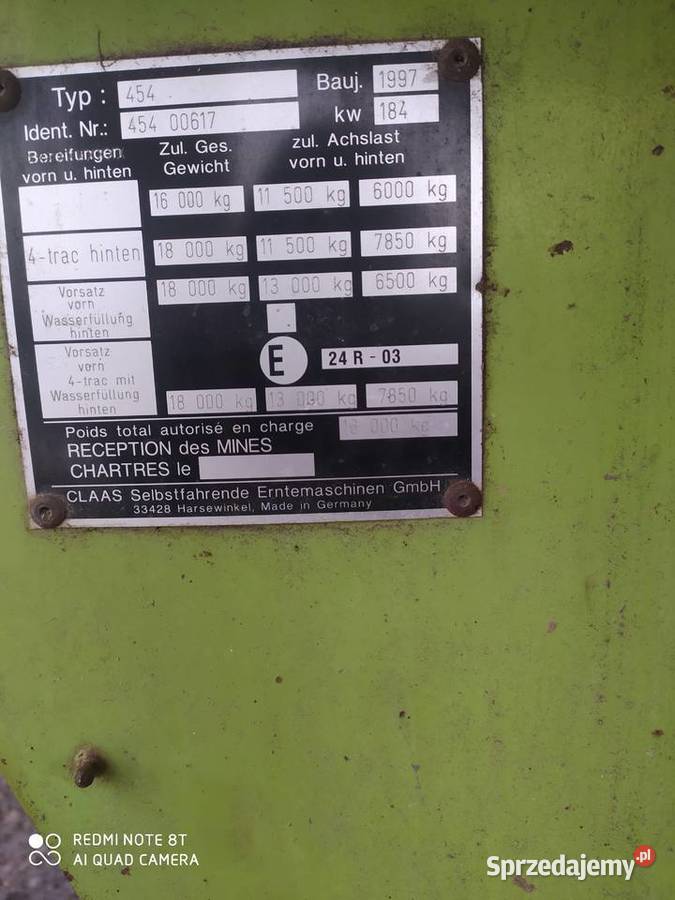 Typ : 454 Bauj. 1997
Ident. Nr.: 454 00617 kw 184
Bereifungen vorn u. hinten
Zul. Ges. Gewicht
zul. Achslast vorn u. hinten
16 000 kg 11 500 kg 6000 kg
4-trac hinten 18 000 kg 11 500 kg 7850 kg
Vorsatz
vorn
Wasserfüllung
hinten
18 000 kg 13 000 kg 6500 kg
E 24 R - 03
Vorsatz
vorn
4-trac mit
Wasserfüllung
hinten
18 000 kg 13 000 kg 7850 kg
Poids total autorisé en charge 18 000 kg
RECEPTION des MINES
CHARTRES le
CLAAS Selbstfahrende Erntemaschinen GmbH
33428 Harsewinkel, Made in Germany
REDMI NOTE 8T
AI QUAD CAMERA
Sprzedajemy.pl